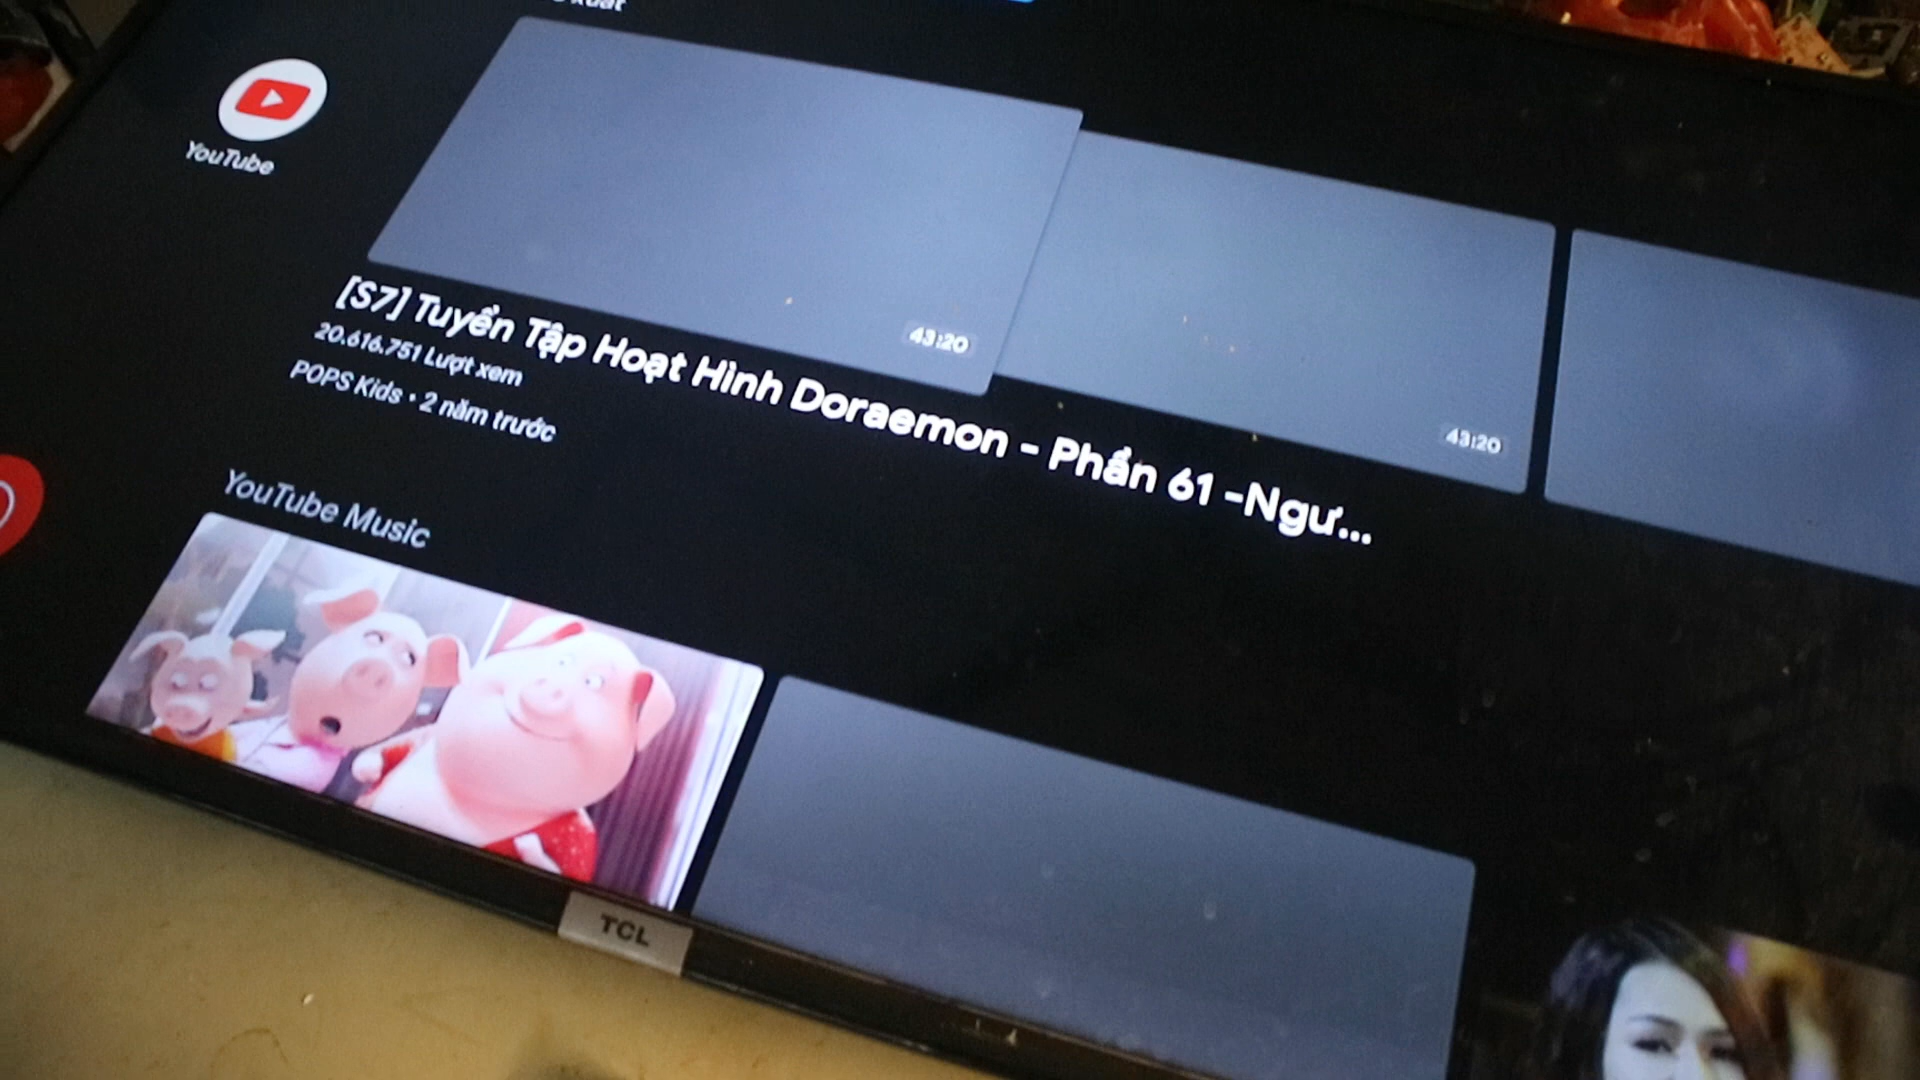 YouTube
43:20
43:20
[S7] Tuyển Tập Hoạt Hình Doraemon - Phần 61 -Ngư...
20.616.751 Lượt xem
POPS Kids • 2 năm trước
YouTube Music
TCL